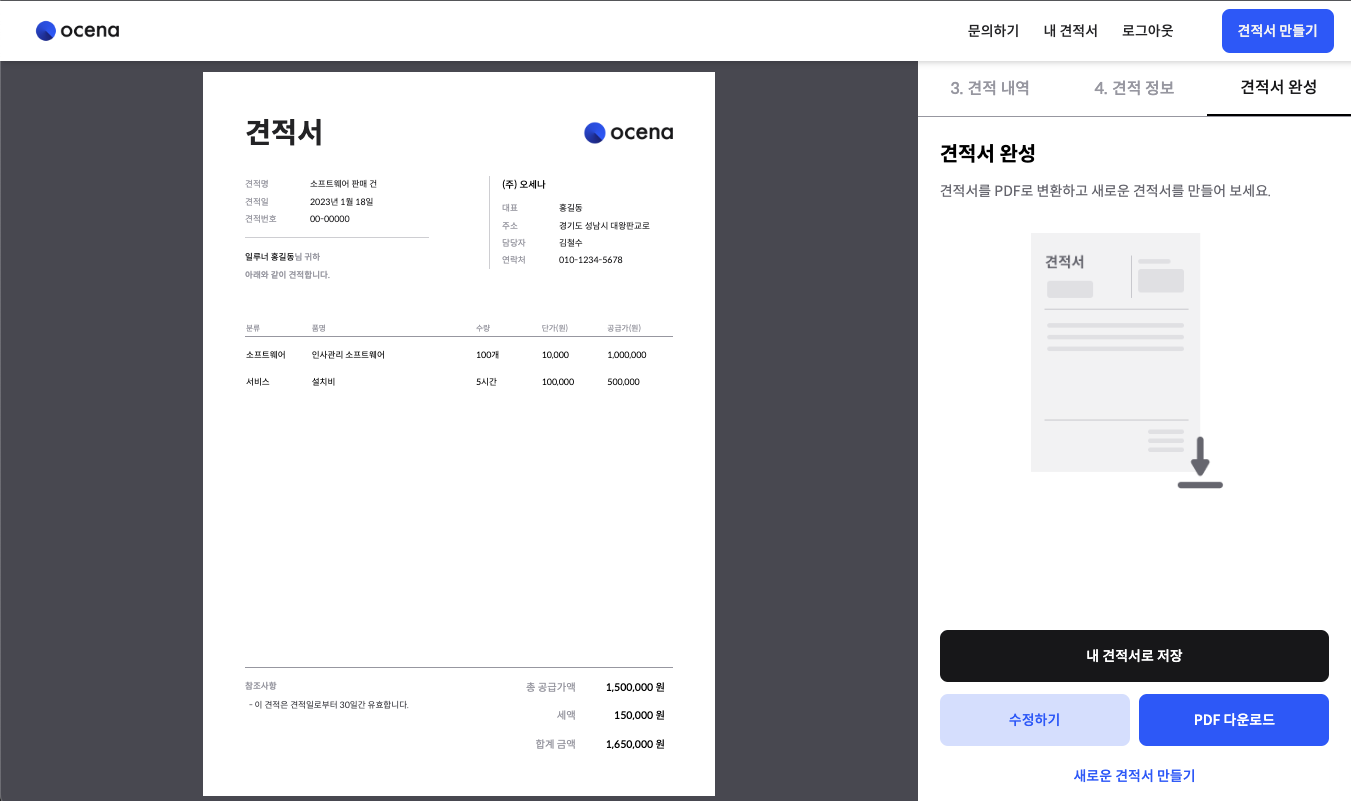 ocena
문의하기 내 견적서 로그아웃 견적서 만들기
견적서
ocena
견적명 소프트웨어 판매 건
견적일 2023년 1월 18일
견적번호 00-00000
일루너 홍길동님 귀하
아래와 같이 견적합니다.
(주) 오세나
대표 홍길동
주소 경기도 성남시 대왕판교로
담당자 김철수
연락처 010-1234-5678
분류 품명 수량 단가(원) 공급가(원)
소프트웨어 인사관리 소프트웨어 100개 10,000 1,000,000
서비스 설치비 5시간 100,000 500,000
참조사항
- 이 견적은 견적일로부터 30일간 유효합니다.
총 공급가액 1,500,000 원
세액 150,000 원
합계 금액 1,650,000 원
3. 견적 내역 4. 견적 정보 견적서 완성
견적서 완성
견적서를 PDF로 변환하고 새로운 견적서를 만들어 보세요.
견적서
내 견적서로 저장
수정하기 PDF 다운로드
새로운 견적서 만들기